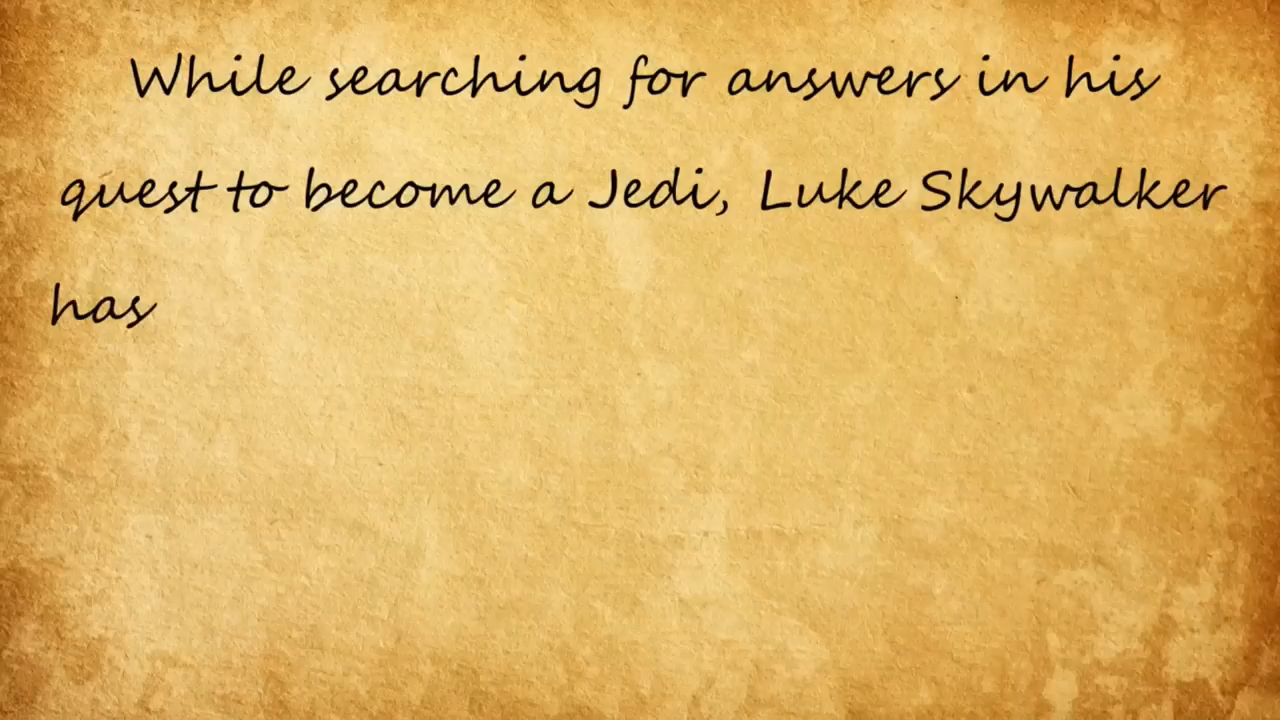 While searching for answers in his
quest to become a Jedi, Luke Skywalker
has